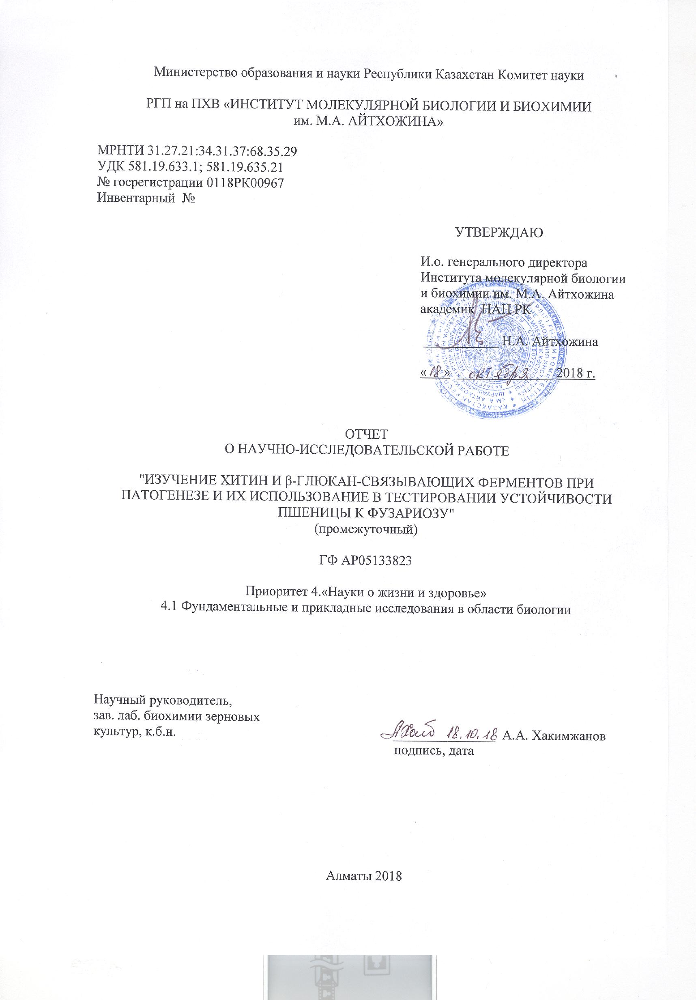 Министерство образования и науки Республики Казахстан Комитет науки
РГП на ПХВ «ИНСТИТУТ МОЛЕКУЛЯРНОЙ БИОЛОГИИ И БИОХИМИИ
им. М.А. АЙТХОЖИНА»
МРНТИ 31.27.21:34.31.37:68.35.29
УДК 581.19.633.1; 581.19.635.21
№ госрегистрации 0118РК00967
Инвентарный №
УТВЕРЖДАЮ
И.о. генерального директора
Института молекулярной биологии
и биохимии им. М.А. Айтхожина
академик НАН РК
Н.А. Айтхожина
«18» октября 2018 г.
ОТЧЕТ
О НАУЧНО-ИССЛЕДОВАТЕЛЬСКОЙ РАБОТЕ
"ИЗУЧЕНИЕ ХИТИН И β-ГЛЮКАН-СВЯЗЫВАЮЩИХ ФЕРМЕНТОВ ПРИ
ПАТОГЕНЕЗЕ И ИХ ИСПОЛЬЗОВАНИЕ В ТЕСТИРОВАНИИ УСТОЙЧИВОСТИ
ПШЕНИЦЫ К ФУЗАРИОЗУ"
(промежуточный)
ГФ АР05133823
Приоритет 4.«Науки о жизни и здоровье»
4.1 Фундаментальные и прикладные исследования в области биологии
Научный руководитель,
зав. лаб. биохимии зерновых
культур, к.б.н.
18.10.18 А.А. Хакимжанов
подпись, дата
Алматы 2018